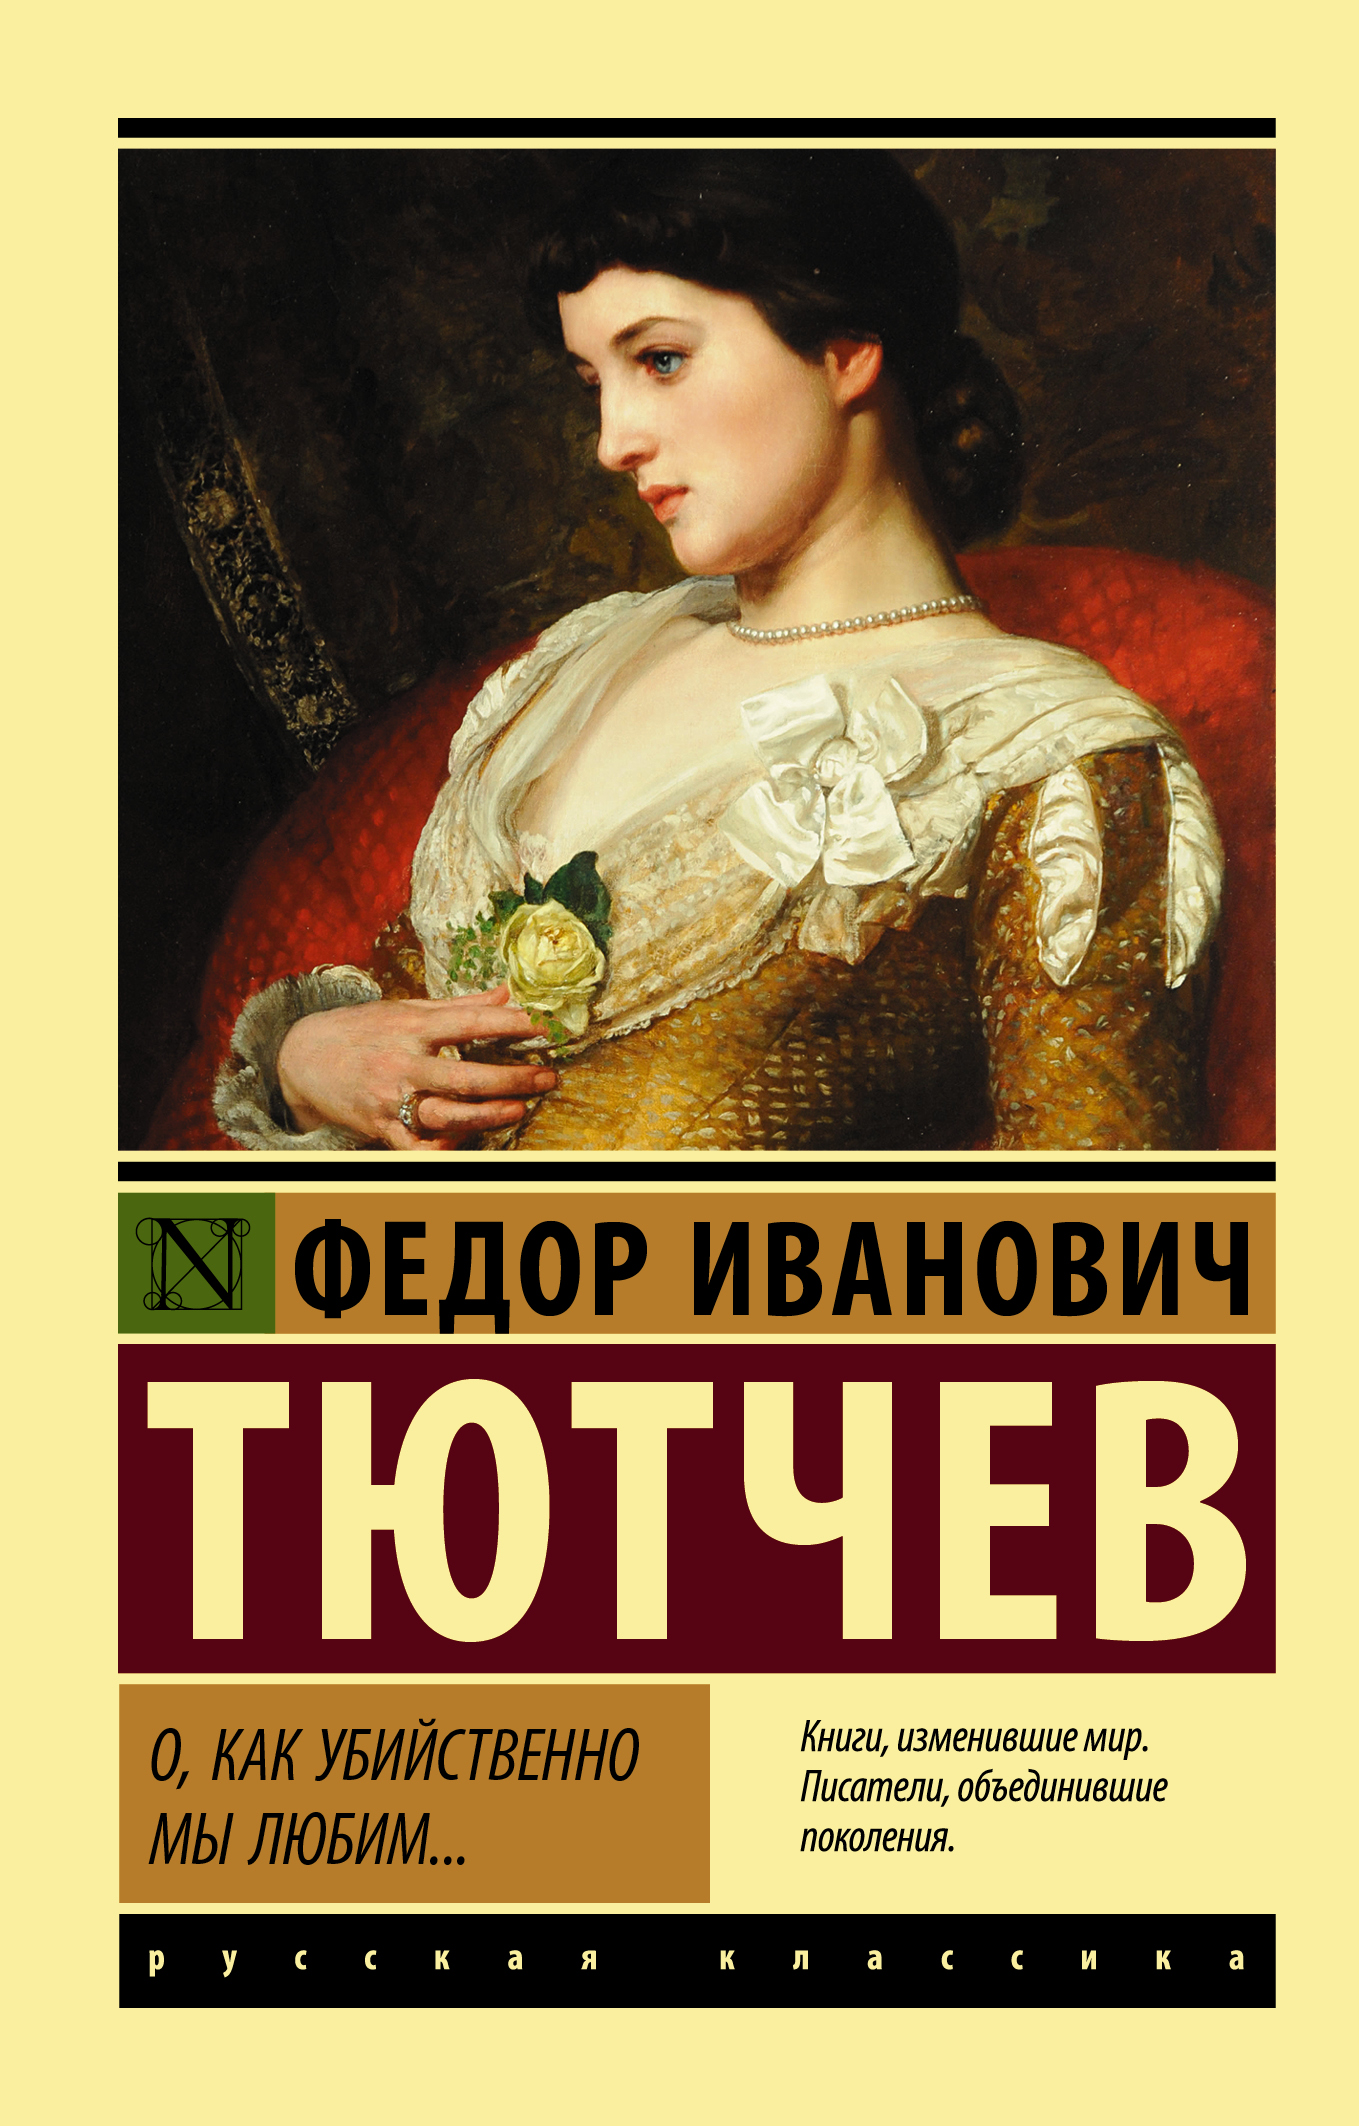 N
ФЕДОР ИВАНОВИЧ
ТЮТЧЕВ
О, КАК УБИЙСТВЕННО
МЫ ЛЮБИМ...
Книги, изменившие мир.
Писатели, объединившие
поколения.
русская классика